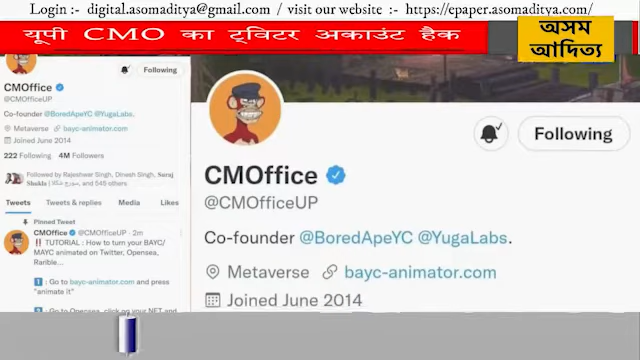 Login :- digital.asomaditya@gmail.com / visit our website :- https://epaper.asomaditya.com/
यूपी CMO का ट्विटर अकाउंट हैक
অসম
আদিত্য
Following
CMOffice
@CMOfficeUP
Co-founder @BoredApeYC @YugaLabs.
Metaverse bayc-animator.com
Joined June 2014
222 Following 4M Followers
Followed by Rajeshwar Singh, Dinesh Singh, Suraj
Shukla and 545 others
Tweets Tweets & replies Media Likes
Pinned Tweet
CMOffice @CMOfficeUP · 2m
‼️ TUTORIAL : How to turn your BAYC/
MAYC animated on Twitter, Opensea,
Rarible...
1 : Go to bayc-animator.com and press
"animate it"
Following
CMOffice
@CMOfficeUP
Co-founder @BoredApeYC @YugaLabs.
Metaverse bayc-animator.com
Joined June 2014